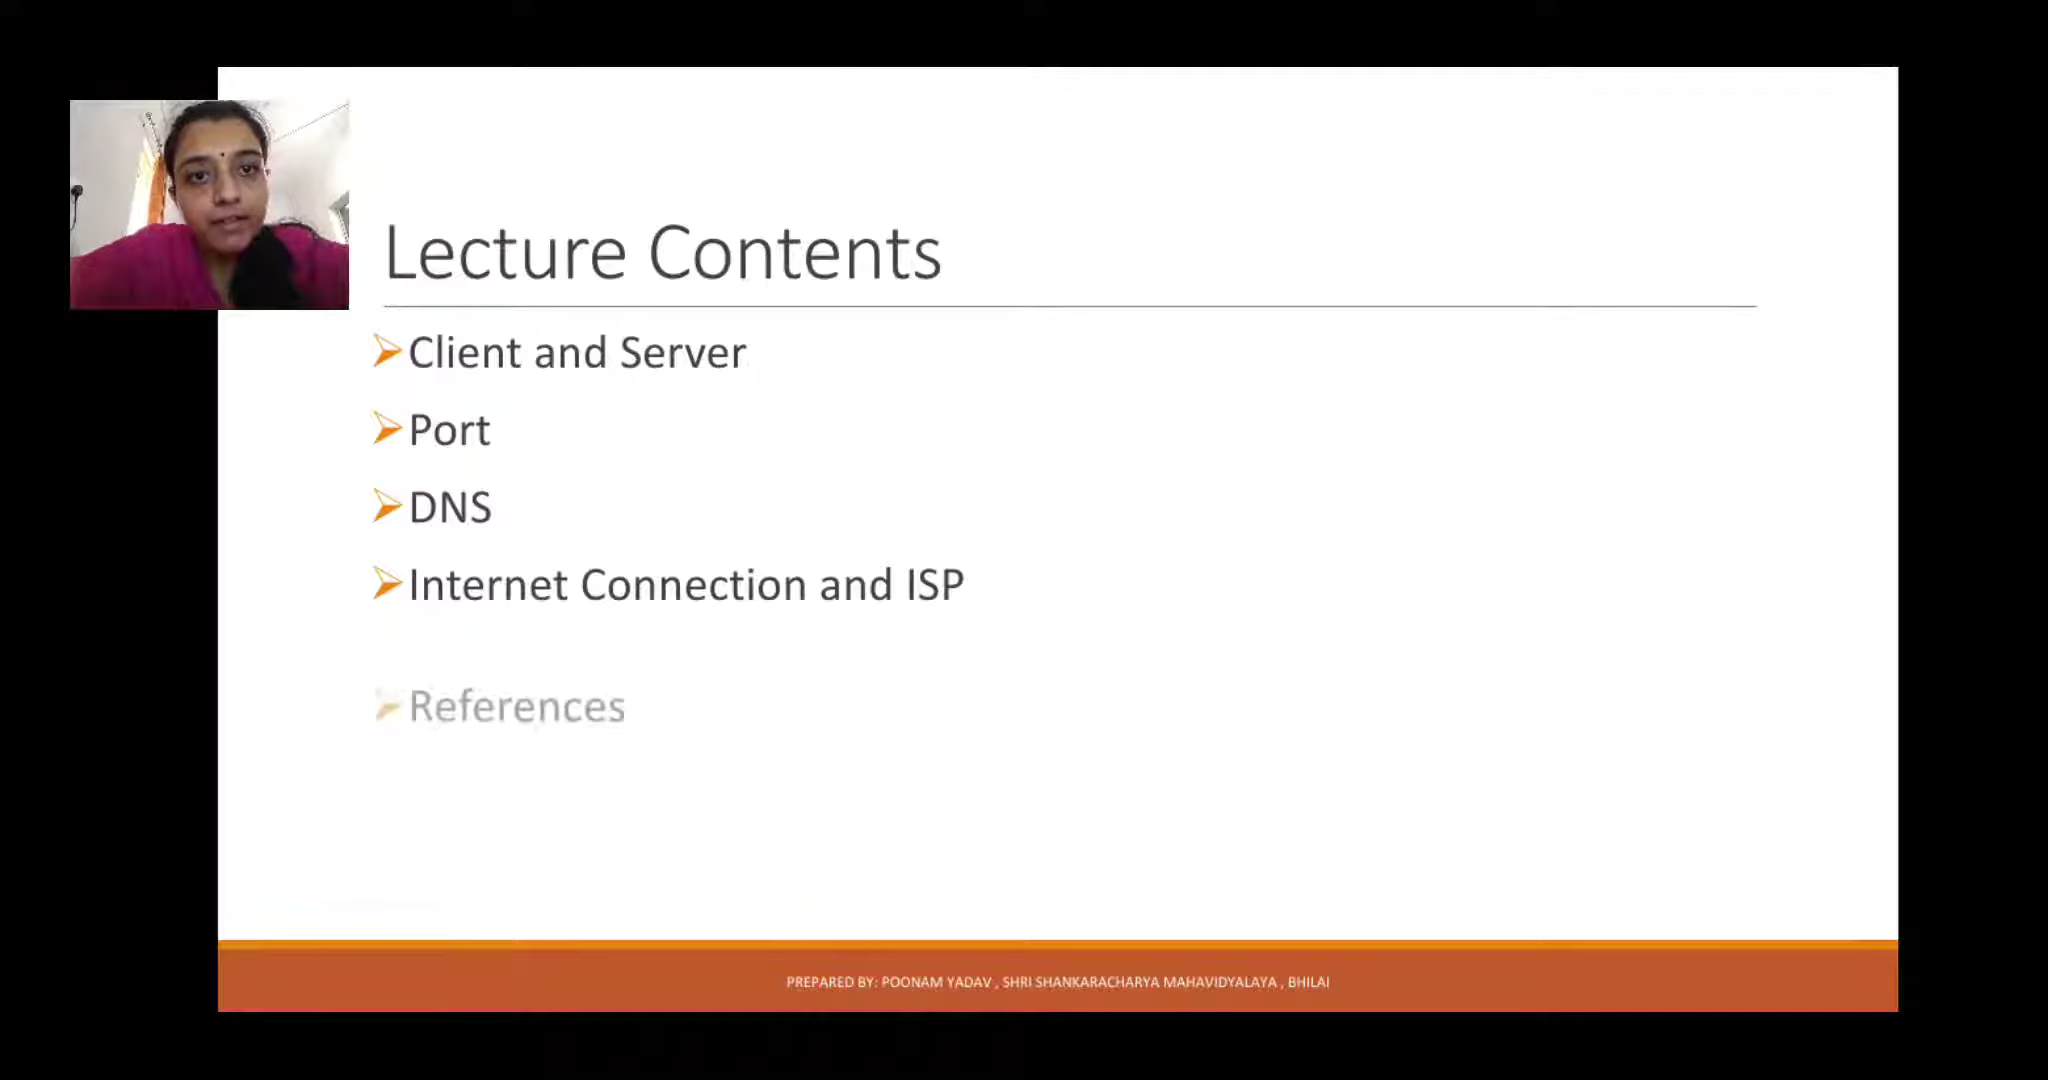 Lecture Contents
Client and Server
Port
DNS
Internet Connection and ISP
References
PREPARED BY: POONAM YADAV , SHRI SHANKARACHARYA MAHAVIDYALAYA , BHILAI